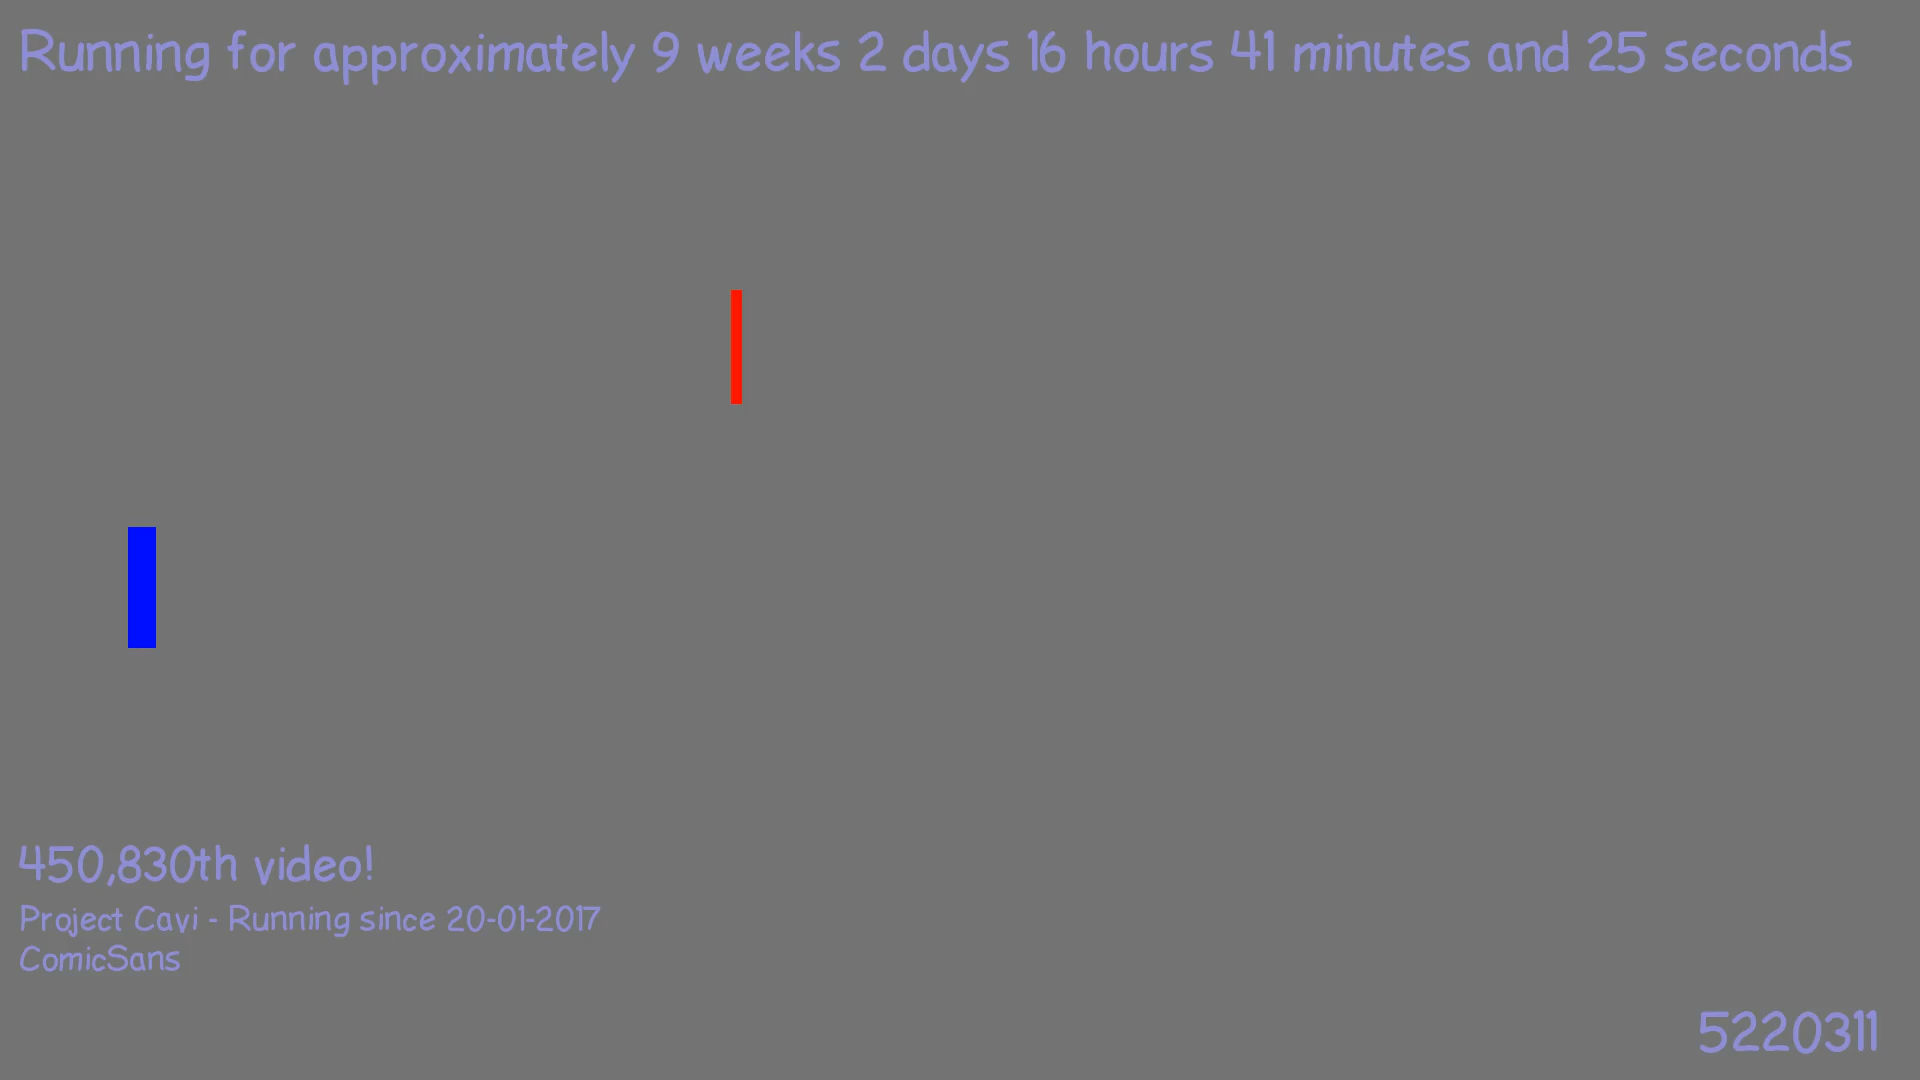 Running for approximately 9 weeks 2 days 16 hours 41 minutes and 25 seconds
450,830th video!
Project Cavi - Running since 20-01-2017
ComicSans
5220311